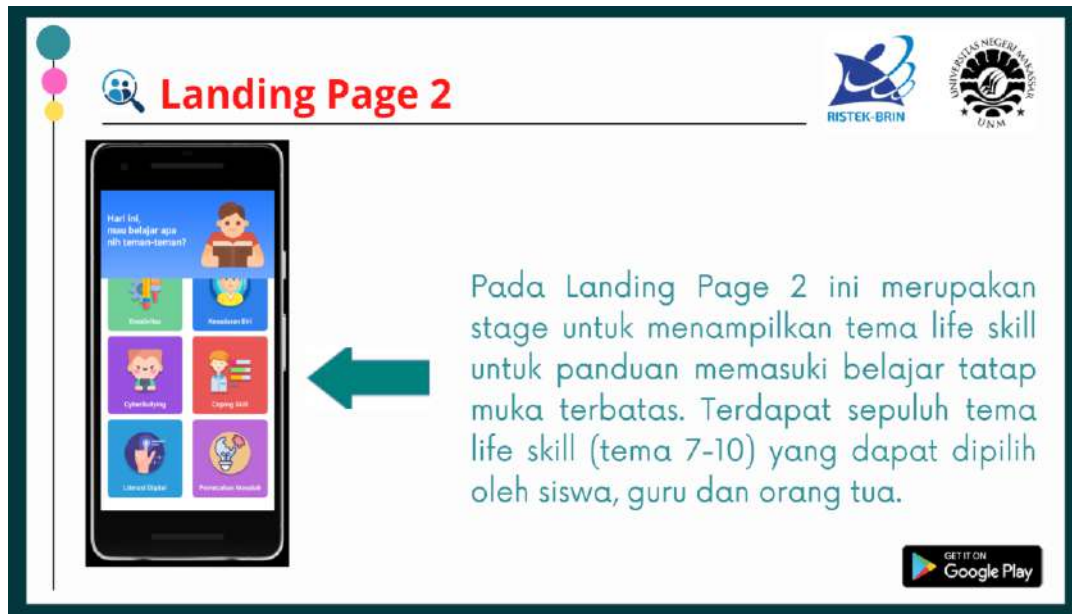 Landing Page 2
RISTEK-BRIN
UNIVERSITAS NEGERI MAKASSAR
UNM
Hari ini,
mau belajar apa
nih teman-teman?
Kreativitas
Kesadaran Diri
Cyberbullying
Coping Skill
Literasi Digital
Pemecahan Masalah
Pada Landing Page 2 ini merupakan
stage untuk menampilkan tema life skill
untuk panduan memasuki belajar tatap
muka terbatas. Terdapat sepuluh tema
life skill (tema 7-10) yang dapat dipilih
oleh siswa, guru dan orang tua.
GET IT ON
Google Play